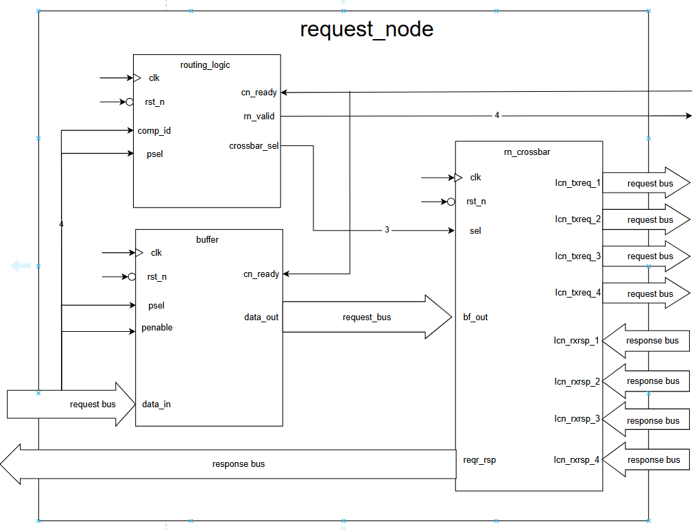 request_node
routing_logic
clk
rst_n
comp_id
psel
cn_ready
rn_valid
crossbar_sel
4
4
3
buffer
clk
rst_n
psel
penable
data_in
cn_ready
data_out
request bus
request_bus
rn_crossbar
clk
rst_n
sel
bf_out
reqr_rsp
lcn_txreq_1
request bus
lcn_txreq_2
request bus
lcn_txreq_3
request bus
lcn_txreq_4
request bus
lcn_rxrsp_1
response bus
lcn_rxrsp_2
response bus
lcn_rxrsp_3
response bus
lcn_rxrsp_4
response bus
response bus